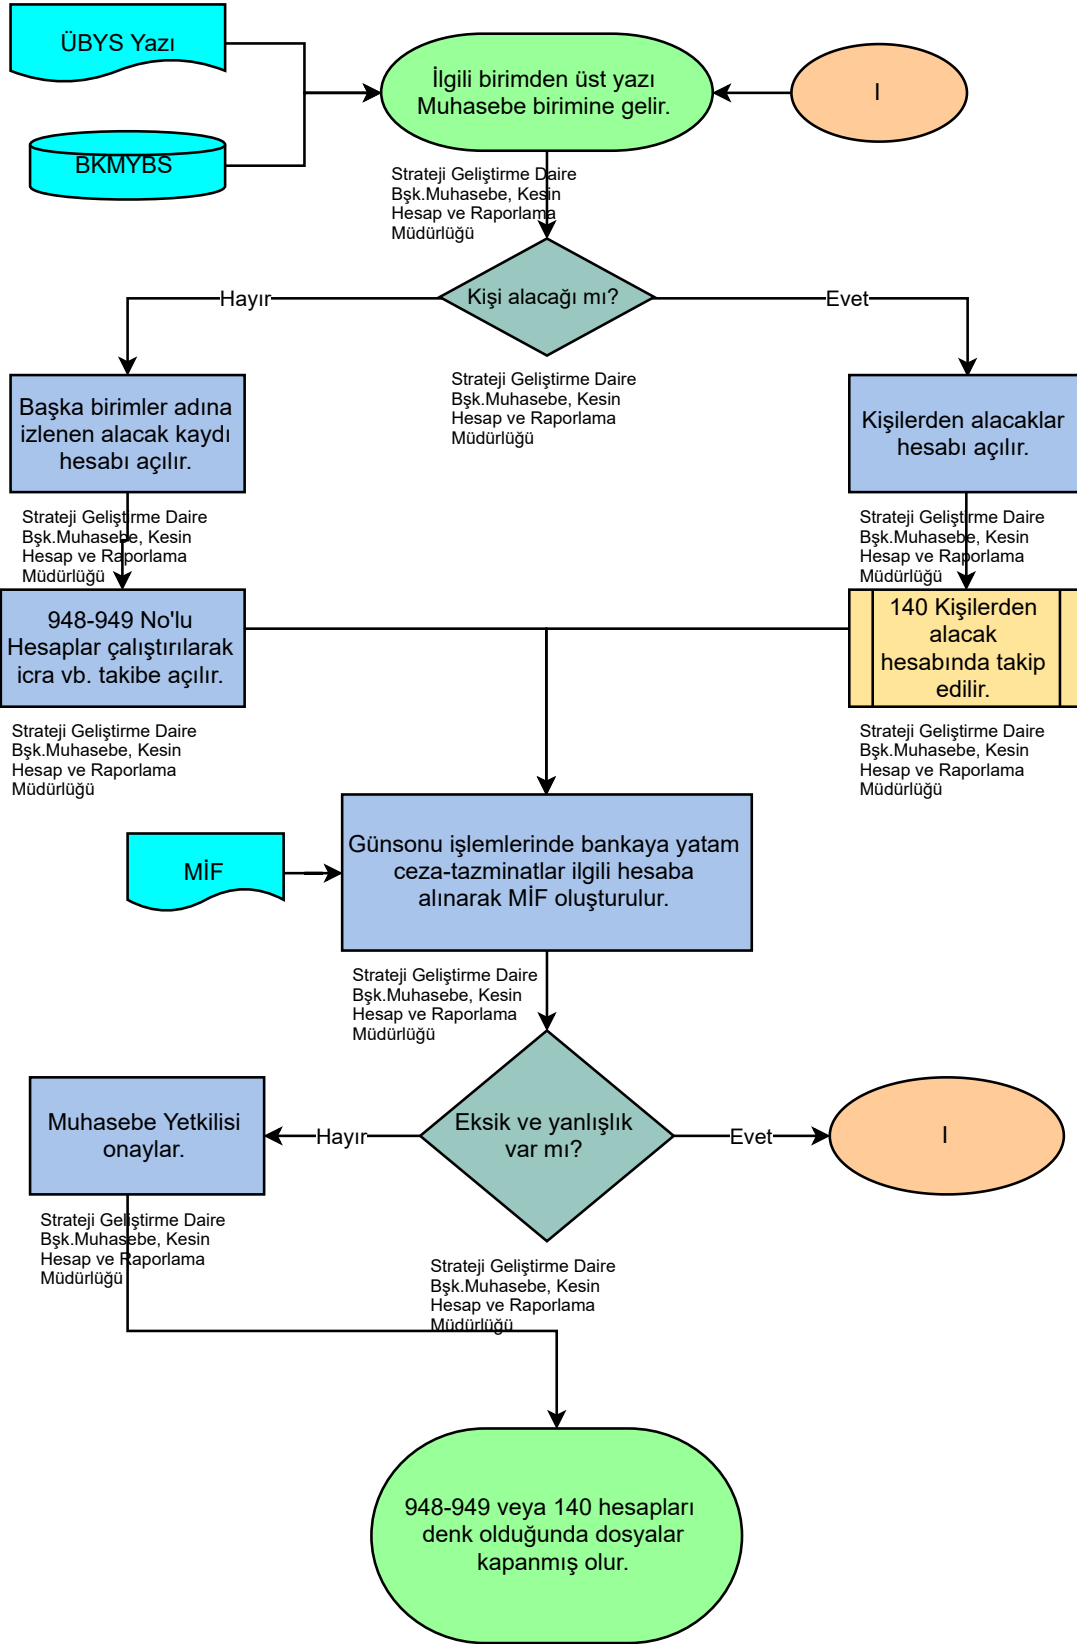 ÜBYS Yazı
BKMYBS
İlgili birimden üst yazı
Muhasebe birimine gelir.
I
Strateji Geliştirme Daire
Bşk.Muhasebe, Kesin
Hesap ve Raporlama
Müdürlüğü
Kişi alacağı mı?
Hayır
Evet
Strateji Geliştirme Daire
Bşk.Muhasebe, Kesin
Hesap ve Raporlama
Müdürlüğü
Başka birimler adına
izlenen alacak kaydı
hesabı açılır.
Kişilerden alacaklar
hesabı açılır.
Strateji Geliştirme Daire
Bşk.Muhasebe, Kesin
Hesap ve Raporlama
Müdürlüğü
Strateji Geliştirme Daire
Bşk.Muhasebe, Kesin
Hesap ve Raporlama
Müdürlüğü
948-949 No'lu
Hesaplar çalıştırılarak
icra vb. takibe açılır.
140 Kişilerden
alacak
hesabında takip
edilir.
Strateji Geliştirme Daire
Bşk.Muhasebe, Kesin
Hesap ve Raporlama
Müdürlüğü
Strateji Geliştirme Daire
Bşk.Muhasebe, Kesin
Hesap ve Raporlama
Müdürlüğü
MİF
Günsonu işlemlerinde bankaya yatam
ceza-tazminatlar ilgili hesaba
alınarak MİF oluşturulur.
Strateji Geliştirme Daire
Bşk.Muhasebe, Kesin
Hesap ve Raporlama
Müdürlüğü
Muhasebe Yetkilisi
onaylar.
Hayır
Eksik ve yanlışlık
var mı?
Evet
I
Strateji Geliştirme Daire
Bşk.Muhasebe, Kesin
Hesap ve Raporlama
Müdürlüğü
Strateji Geliştirme Daire
Bşk.Muhasebe, Kesin
Hesap ve Raporlama
Müdürlüğü
948-949 veya 140 hesapları
denk olduğunda dosyalar
kapanmış olur.